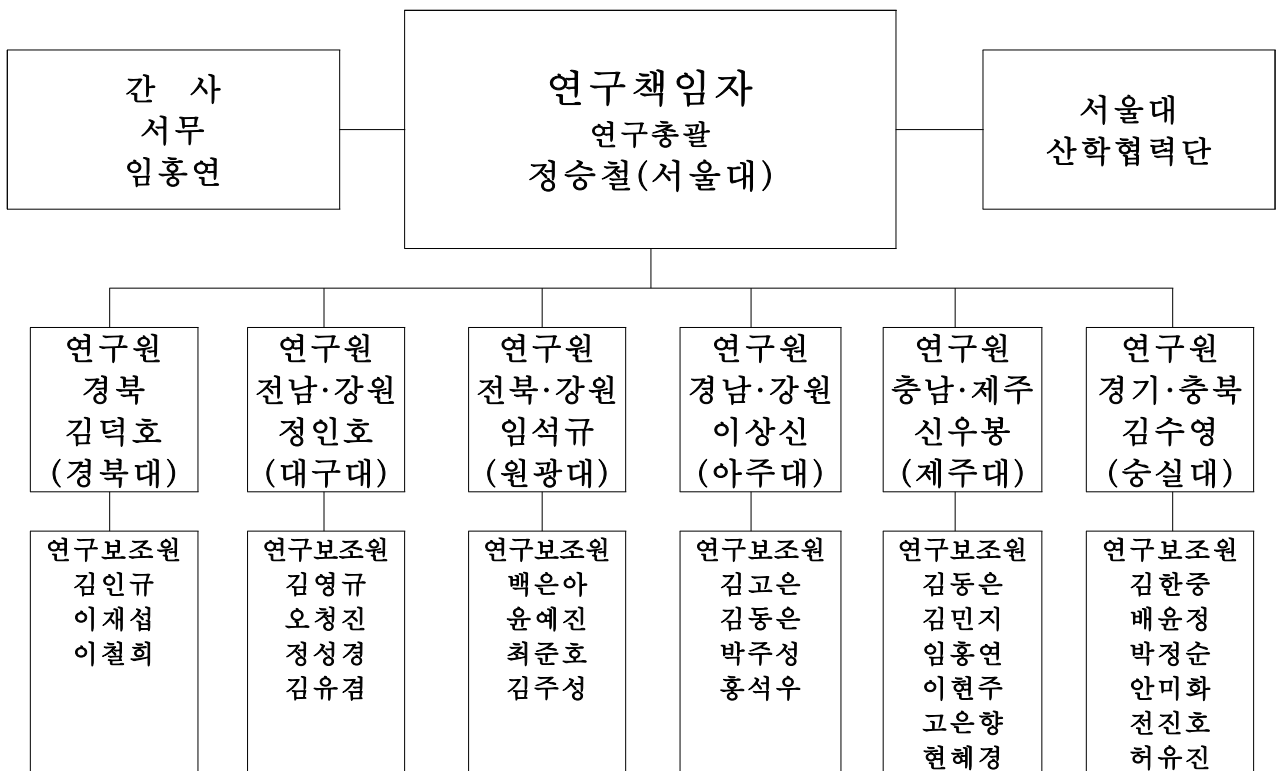 간 사
서무
임홍연
연구책임자
연구총괄
정승철(서울대)
서울대
산학협력단
연구원
경북
김덕호
(경북대)
연구원
전남·강원
정인호
(대구대)
연구원
전북·강원
임석규
(원광대)
연구원
경남·강원
이상신
(아주대)
연구원
충남·제주
신우봉
(제주대)
연구원
경기·충북
김수영
(숭실대)
연구보조원
김인규
이재섭
이철희
연구보조원
김영규
오청진
정성경
김유겸
연구보조원
백은아
윤예진
최준호
김주성
연구보조원
김고은
김동은
박주성
홍석우
연구보조원
김동은
김민지
임홍연
이현주
고은향
현혜경
연구보조원
김한중
배윤정
박정순
안미화
전진호
허유진